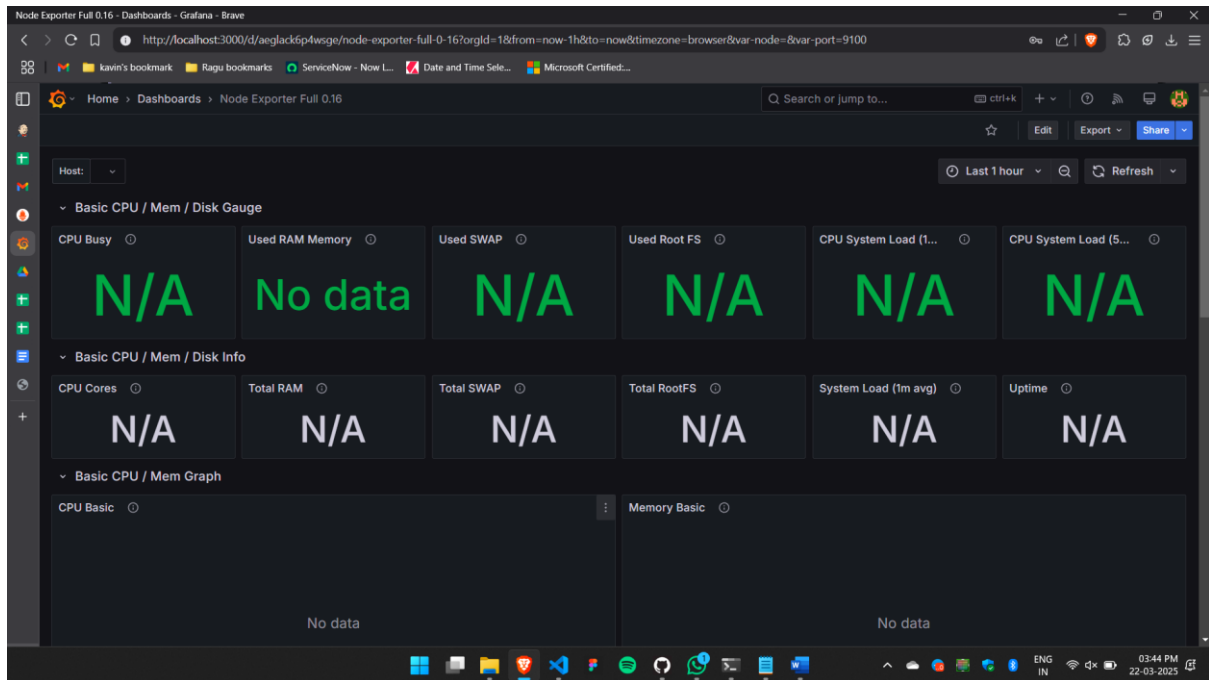 Node Exporter Full 0.16 - Dashboards - Grafana - Brave
http://localhost:3000/d/aeglack6p4wsge/node-exporter-full-0-16?orgId=1&from=now-1h&to=now&timezone=browser&var-node=&var-port=9100
kavin's bookmark Ragu bookmarks ServiceNow - Now L... Date and Time Sele... Microsoft Certified:...
Home › Dashboards › Node Exporter Full 0.16 Search or jump to... ctrl+k
Edit Export Share
Host: Last 1 hour Refresh
Basic CPU / Mem / Disk Gauge
CPU Busy Used RAM Memory Used SWAP Used Root FS CPU System Load (1... CPU System Load (5...
N/A No data N/A N/A N/A N/A
Basic CPU / Mem / Disk Info
CPU Cores Total RAM Total SWAP Total RootFS System Load (1m avg) Uptime
N/A N/A N/A N/A N/A N/A
Basic CPU / Mem Graph
CPU Basic Memory Basic
No data No data
ENG IN 03:44 PM
22-03-2025